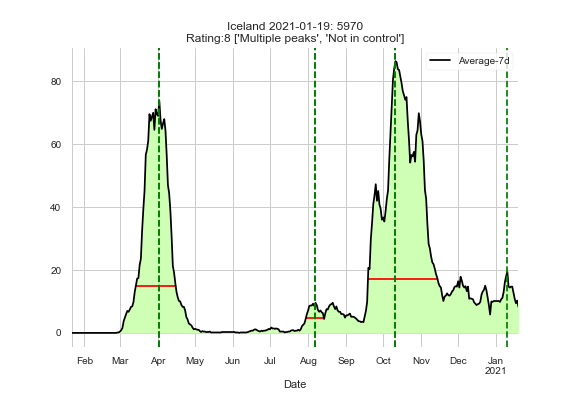 Iceland 2021-01-19: 5970
Rating:8 ['Multiple peaks', 'Not in control']
Average-7d
80
60
40
20
0
Feb Mar Apr May Jun Jul Aug Sep Oct Nov Dec Jan
2021
Date